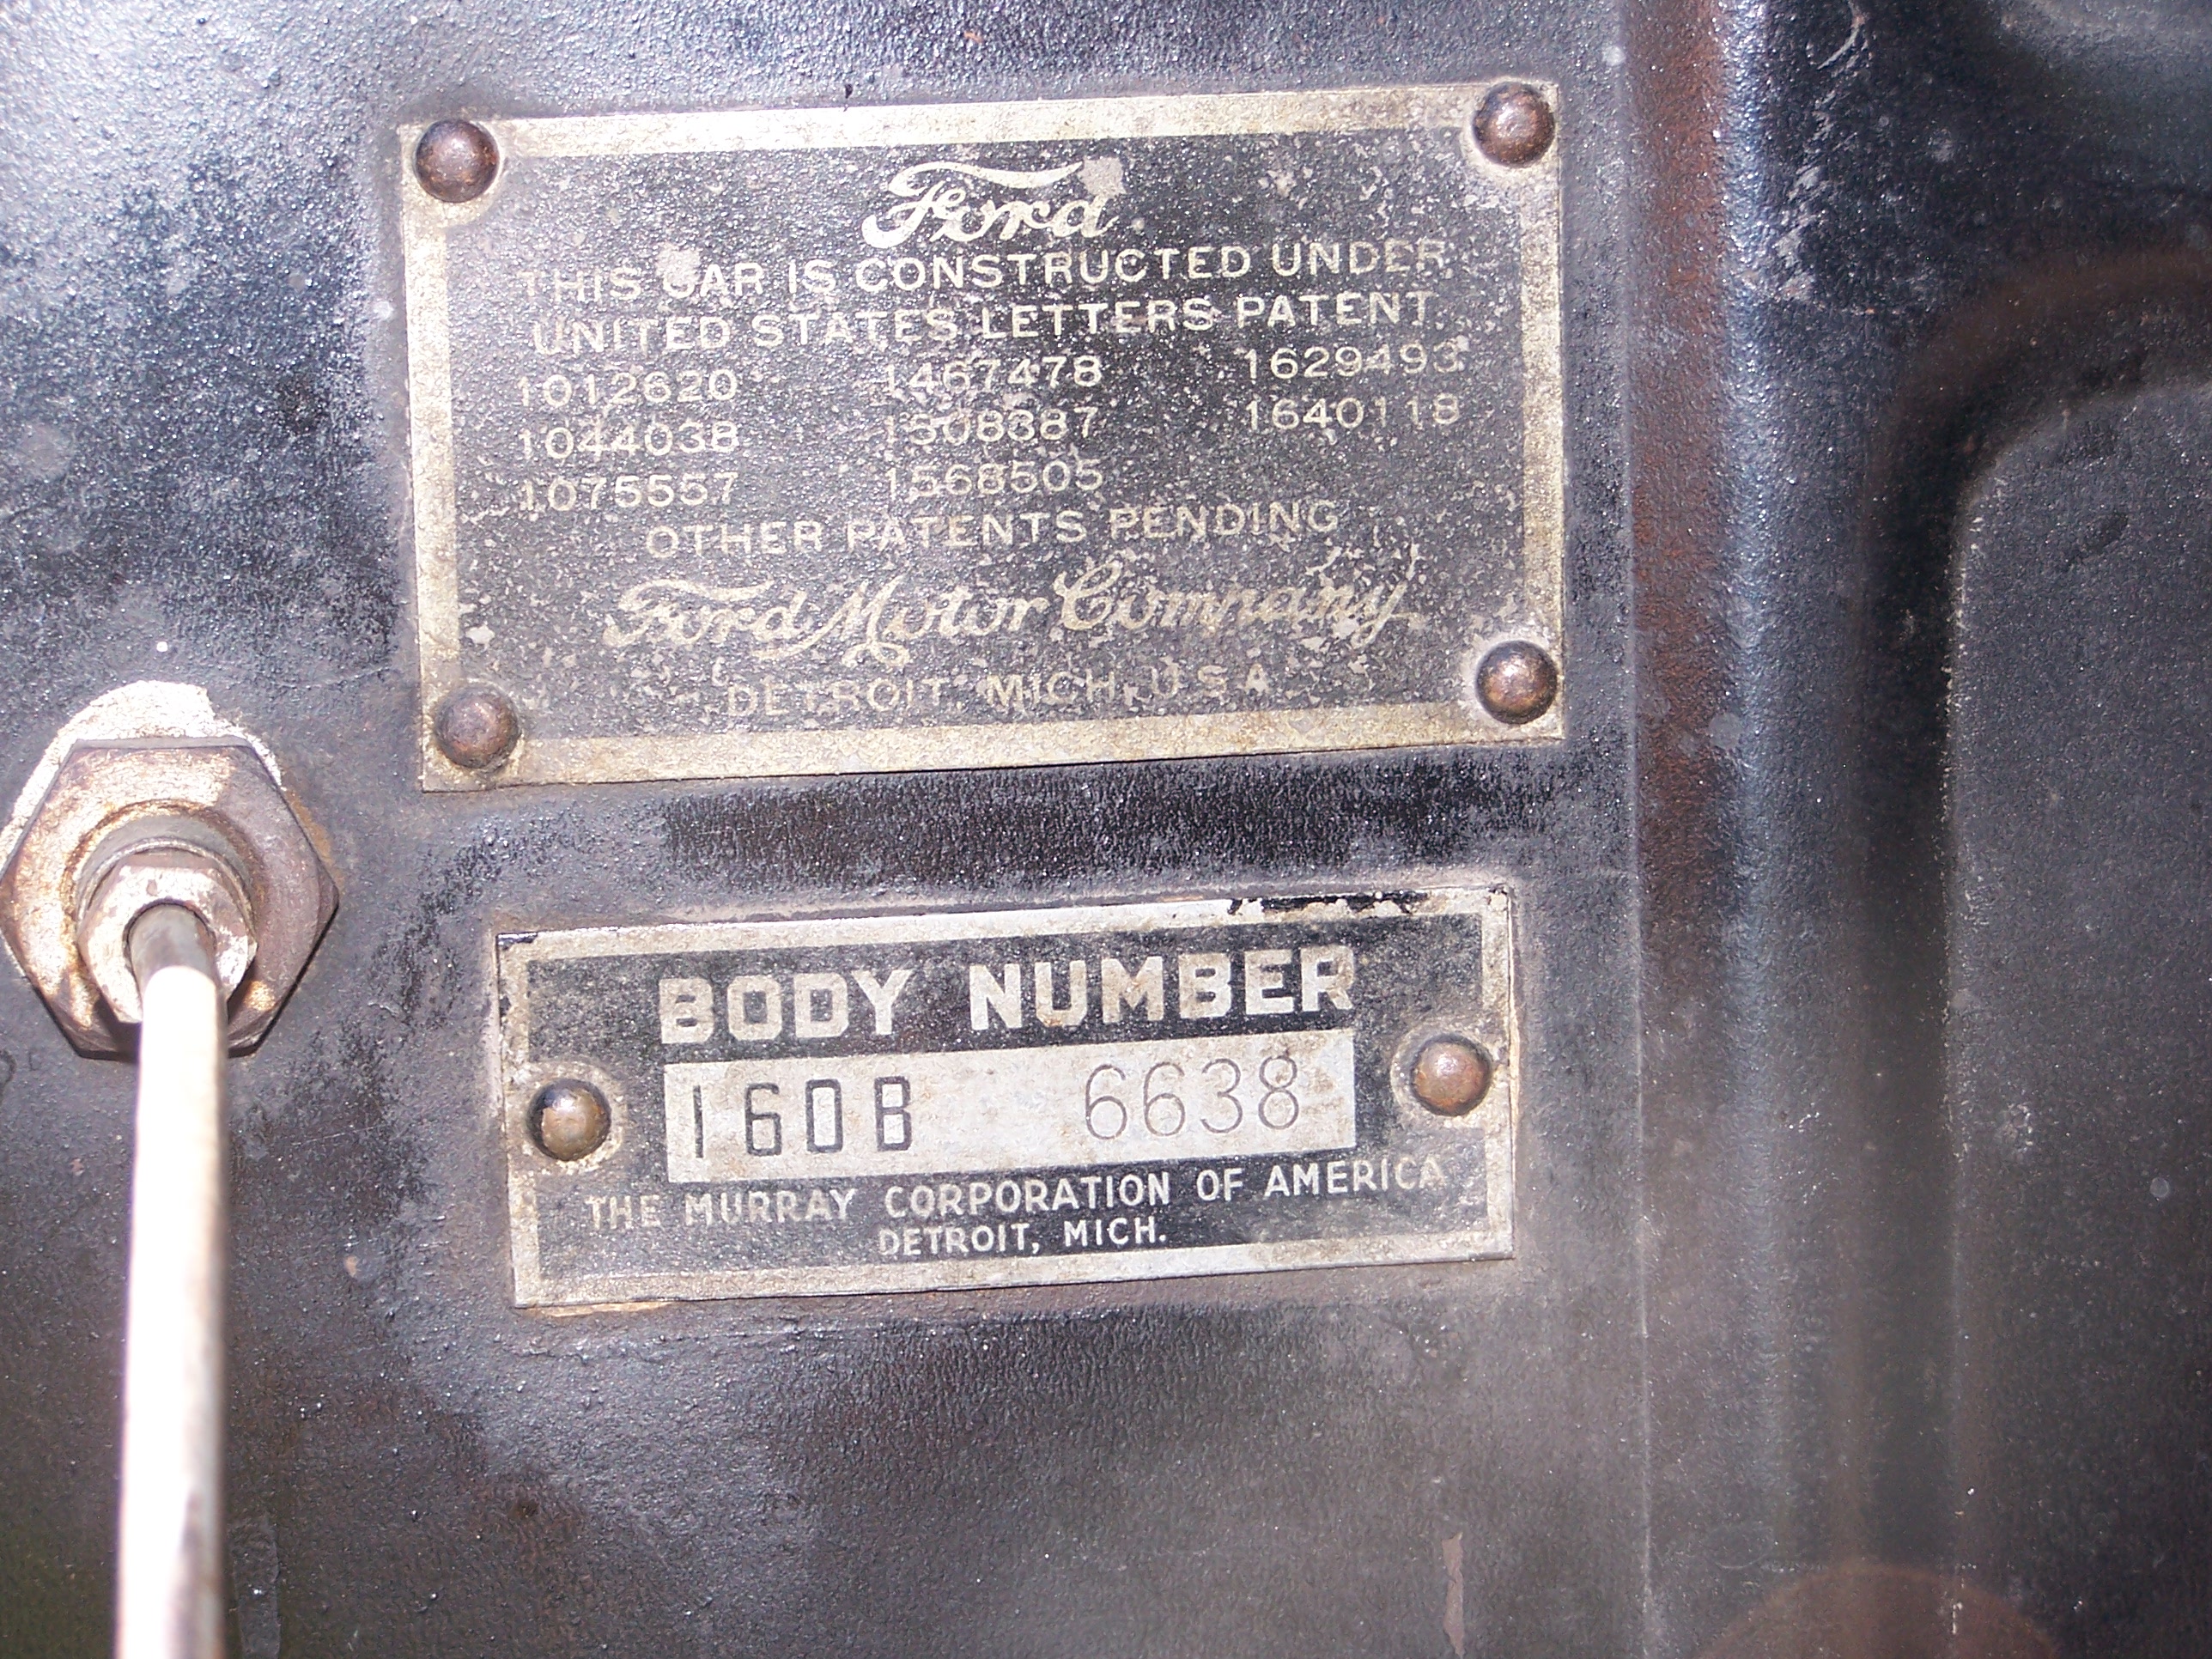 Ford
THIS CAR IS CONSTRUCTED UNDER
UNITED STATES LETTERS PATENT
1012620 1467478 1629493
1044038 1508387 1640118
1075557 1568505
OTHER PATENTS PENDING
Ford Motor Company
DETROIT, MICH, U S A
BODY NUMBER
160B 6638
THE MURRAY CORPORATION OF AMERICA
DETROIT, MICH.